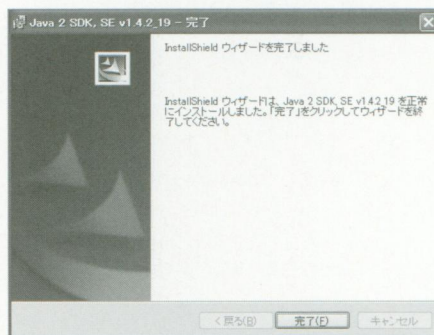 Java 2 SDK, SE v1.4.2_19 - 完了
InstallShield ウィザードを完了しました
InstallShield ウィザードは、Java 2 SDK, SE v1.4.2_19 を正常
にインストールしました。「完了」をクリックしてウィザードを終
了してください。
< 戻る(B)
完了(F)
キャンセル